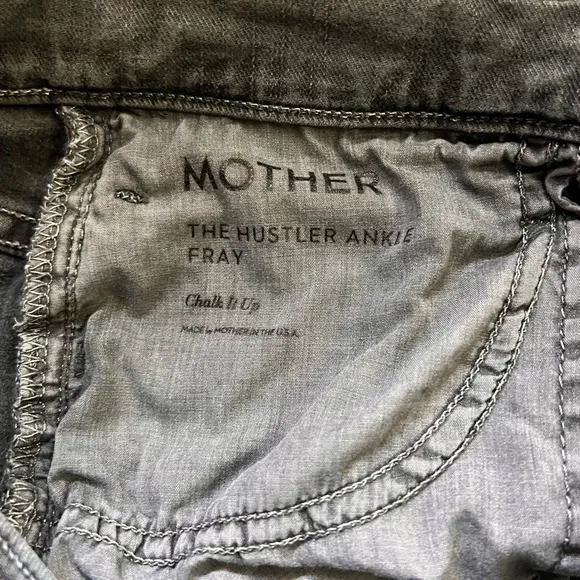 MOTHER
THE HUSTLER ANKLE
FRAY
Chalk It Up
MADE by MOTHER IN THE U.S.A.